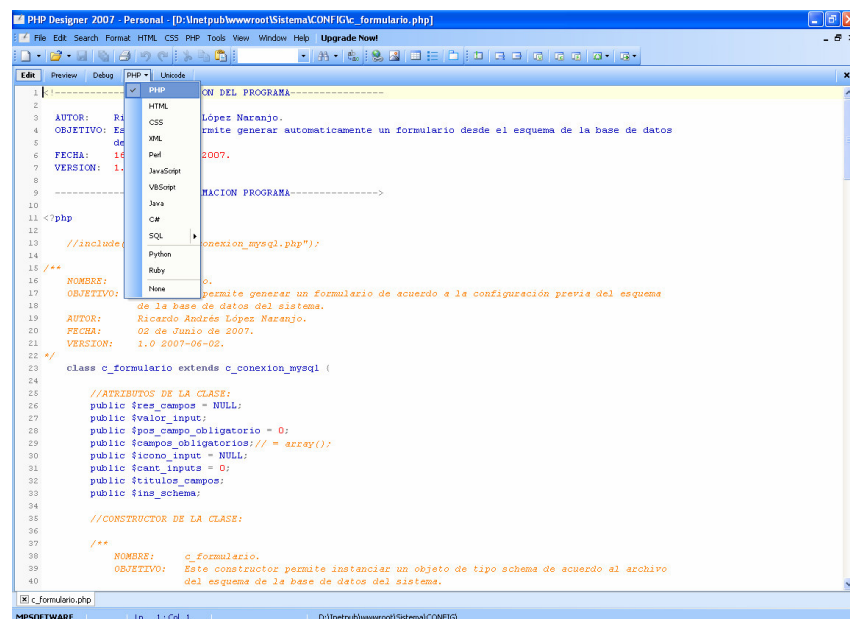 PHP Designer 2007 - Personal - [D:\Inetpub\wwwroot\Sistema\CONFIG\c_formulario.php]
File Edit Search Format HTML CSS PHP Tools View Window Help Upgrade Now!
Edit Preview Debug PHP Unicode
PHP
HTML
CSS
XML
Perl
JavaScript
VBScript
Java
C#
SQL
Python
Ruby
None
1 <!------------ ON DEL PROGRAMA----------------
2
3 AUTOR: López Naranjo.
4 OBJETIVO: rmite generar automaticamente un formulario desde el esquema de la base de datos
5 de
6 FECHA: 16 2007.
7 VERSION: 1.
8
9 ------------ MACION PROGRAMA---------------->
10
11 <?php
12
13 //include( onexion_mysql.php");
14
15 /**
16 NOMBRE: o.
17 OBJETIVO: permite generar un formulario de acuerdo a la configuración previa del esquema
18 de la base de datos del sistema.
19 AUTOR: Ricardo Andrés López Naranjo.
20 FECHA: 02 de Junio de 2007.
21 VERSION: 1.0 2007-06-02.
22 */
23 class c_formulario extends c_conexion_mysql {
24
25 //ATRIBUTOS DE LA CLASE:
26 public $res_campos = NULL;
27 public $valor_input;
28 public $pos_campo_obligatorio = 0;
29 public $campos_obligatorios;// = array();
30 public $icono_input = NULL;
31 public $cant_inputs = 0;
32 public $titulos_campos;
33 public $ins_schema;
34
35 //CONSTRUCTOR DE LA CLASE:
36
37 /**
38 NOMBRE: c_formulario.
39 OBJETIVO: Este constructor permite instanciar un objeto de tipo schema de acuerdo al archivo
40 del esquema de la base de datos del sistema.
c_formulario.php
MPSOFTWARE Ln 1 : Col 1 D:\Inetpub\wwwroot\Sistema\CONFIG\